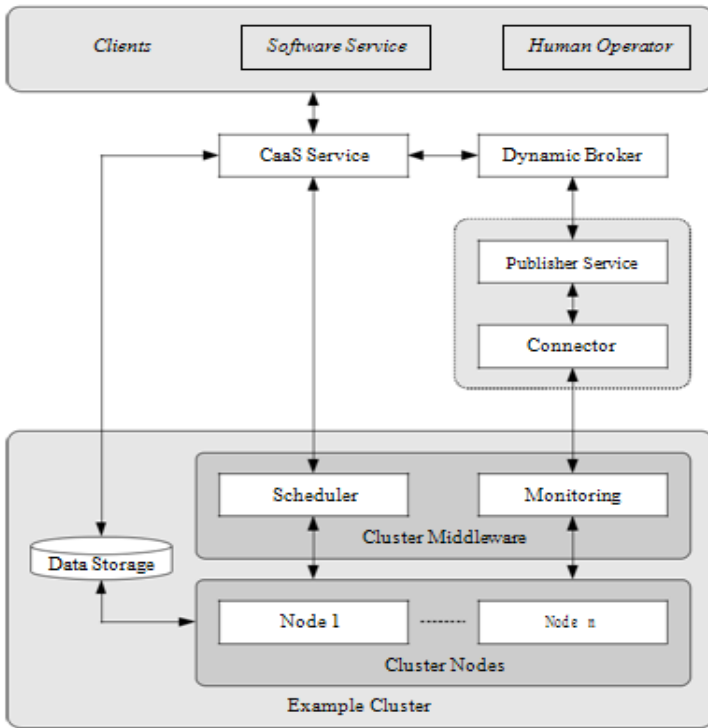 Clients
Software Service
Human Operator
CaaS Service
Dynamic Broker
Publisher Service
Connector
Scheduler
Monitoring
Cluster Middleware
Data Storage
Node 1
Node n
Cluster Nodes
Example Cluster